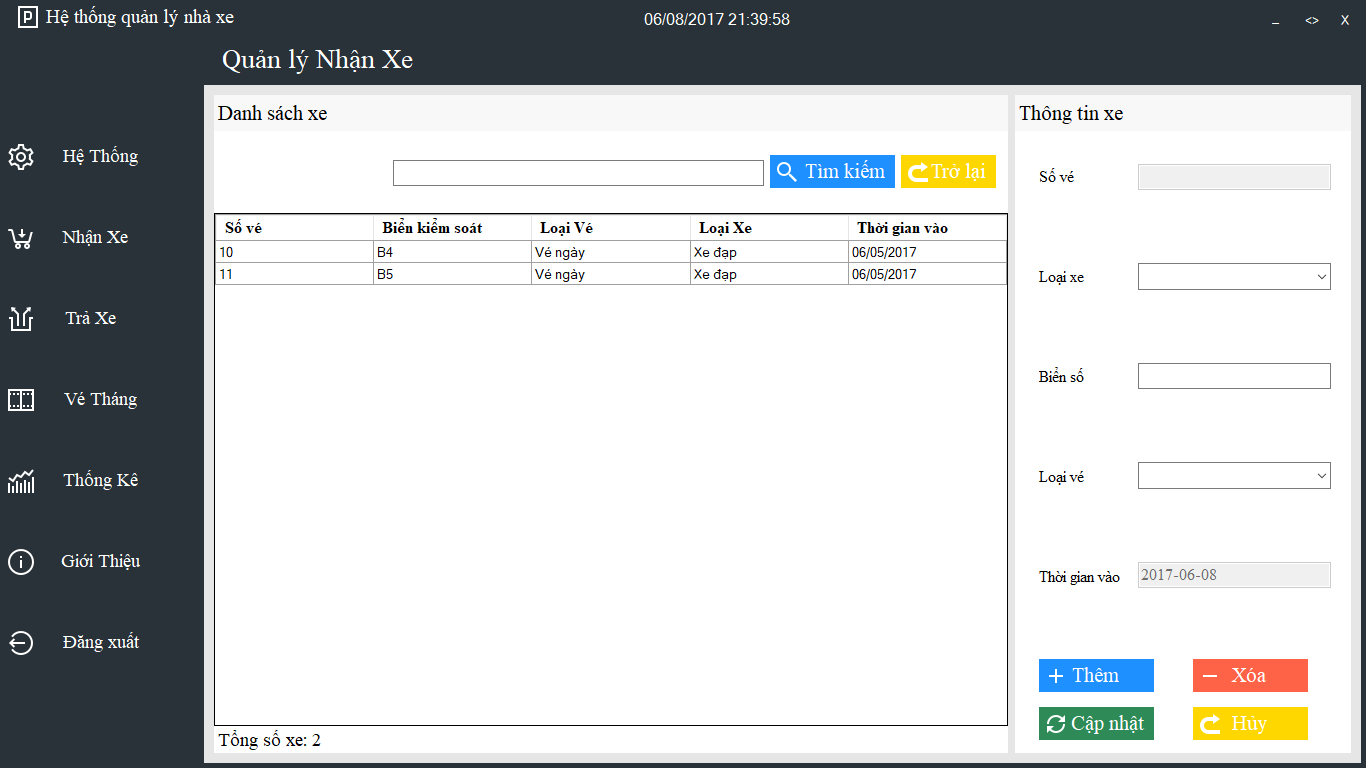 P Hệ thống quản lý nhà xe 06/08/2017 21:39:58 _ <> X
Quản lý Nhận Xe
Hệ Thống
Nhận Xe
Trả Xe
Vé Tháng
Thống Kê
Giới Thiệu
Đăng xuất
Danh sách xe
Tìm kiếm Trở lại
Số vé Biển kiểm soát Loại Vé Loại Xe Thời gian vào
10 B4 Vé ngày Xe đạp 06/05/2017
11 B5 Vé ngày Xe đạp 06/05/2017
Tổng số xe: 2
Thông tin xe
Số vé
Loại xe
Biển số
Loại vé
Thời gian vào 2017-06-08
Thêm Xóa
Cập nhật Hủy